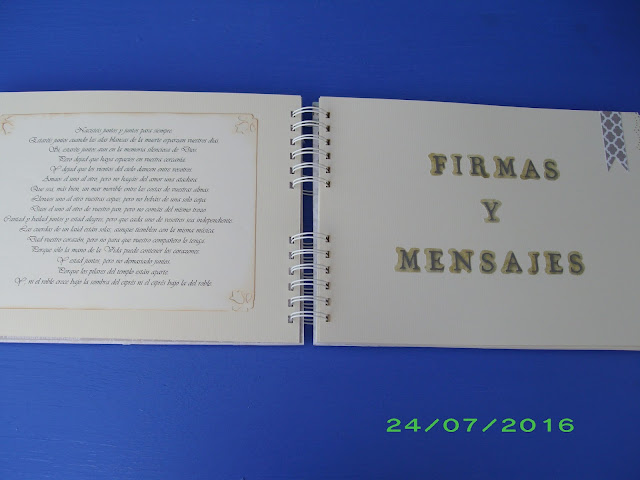 Nacisteis juntos y juntos para siempre.
Estaréis juntos cuando las alas blancas de la muerte esparzan vuestros días.
Sí, estaréis juntos aun en la memoria silenciosa de Dios.
Pero dejad que haya espacios en vuestra cercanía.
Y dejad que los vientos del cielo dancen entre vosotros.
Amaos el uno al otro, pero no hagáis del amor una atadura.
Que sea, más bien, un mar movible entre las costas de vuestras almas.
Llenaos uno al otro vuestras copas, pero no bebáis de una sola copa.
Daos el uno al otro de vuestro pan, pero no comáis del mismo trozo.
Cantad y bailad juntos y estad alegres, pero que cada uno de vosotros sea independiente.
Las cuerdas de un laúd están solas, aunque tiemblen con la misma música.
Dad vuestro corazón, pero no para que vuestro compañero lo tenga.
Porque sólo la mano de la Vida puede contener los corazones.
Y estad juntos, pero no demasiado juntos.
Porque los pilares del templo están aparte.
Y, ni el roble crece bajo la sombra del ciprés ni el ciprés bajo la del roble.
FIRMAS
Y
MENSAJES
24/07/2016